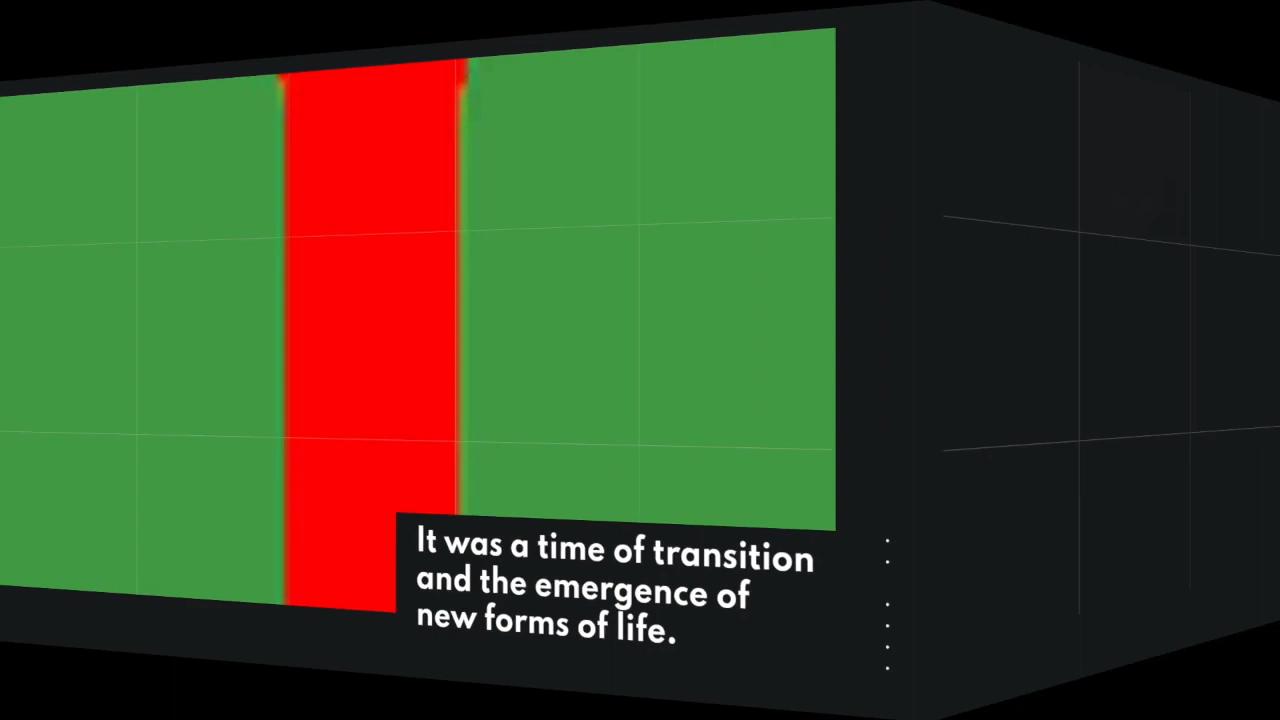 It was a time of transition
and the emergence of
new forms of life.